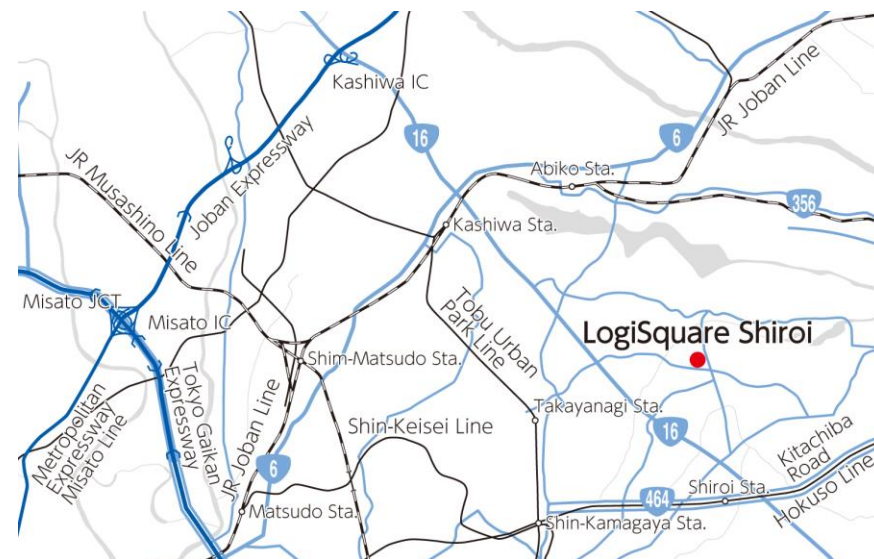 Kashiwa IC
16
6
JR Joban Line
Abiko Sta.
356
JR Musashino Line
Joban Expressway
Kashiwa Sta.
Misato JCT
Misato IC
Tobu Urban
Park Line
LogiSquare Shiroi
Shim-Matsudo Sta.
Metropolitan
Expressway
Misato Line
Tokyo Gaikan
Expressway
JR Joban Line
Shin-Keisei Line
Takayanagi Sta.
16
6
Kitachiba
Road
Hokuso Line
Shiroi Sta.
464
Matsudo Sta.
Shin-Kamagaya Sta.